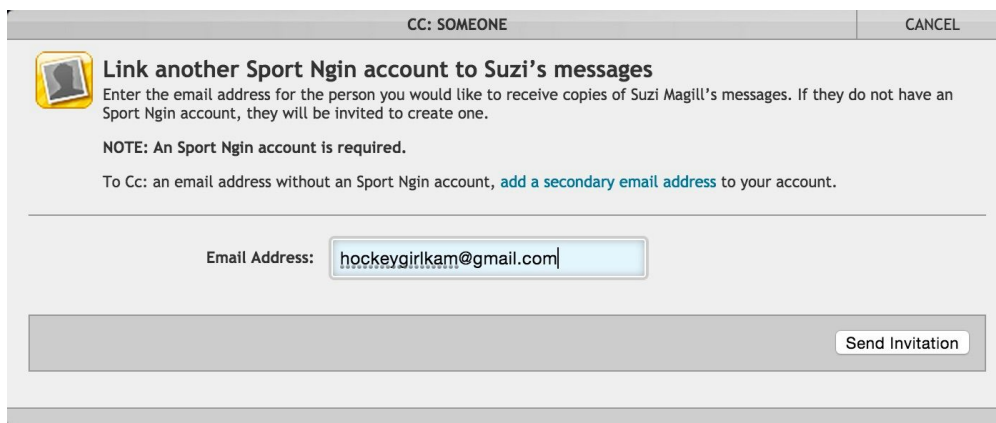 CC: SOMEONE
CANCEL
Link another Sport Ngin account to Suzi's messages
Enter the email address for the person you would like to receive copies of Suzi Magill's messages. If they do not have an
Sport Ngin account, they will be invited to create one.
NOTE: An Sport Ngin account is required.
To Cc: an email address without an Sport Ngin account, add a secondary email address to your account.
Email Address: hockeygirlkam@gmail.com
Send Invitation